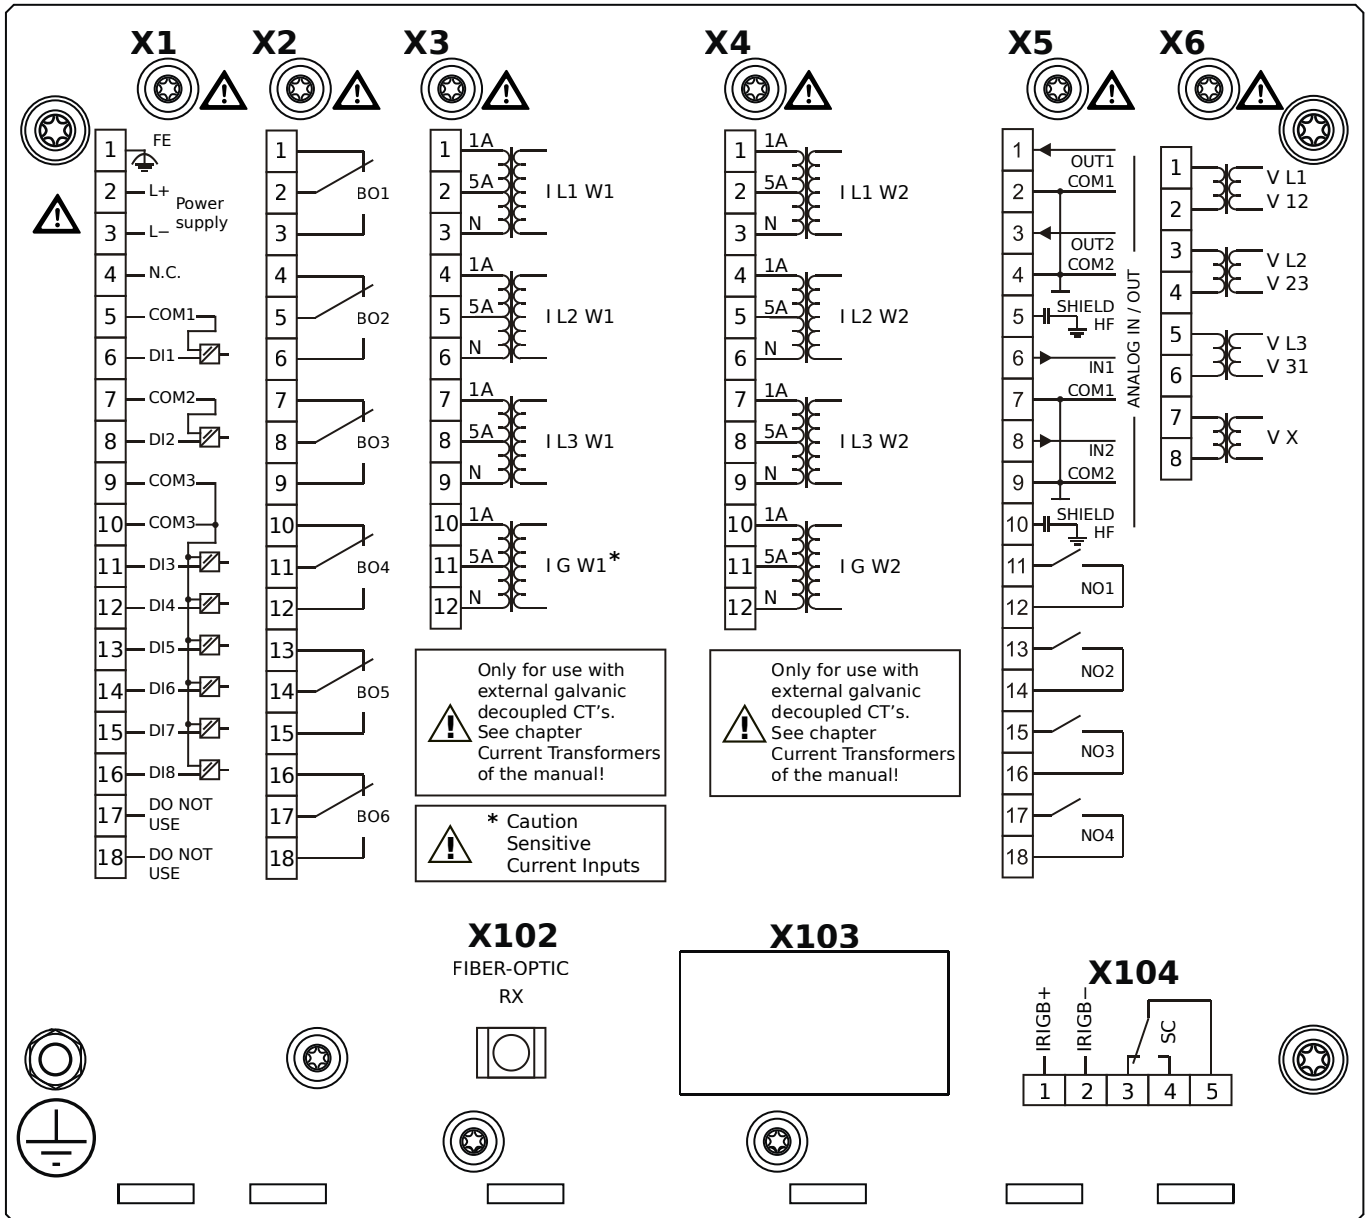 X1
X2
X3
X4
X5
X6
1 FE
2 L+
Power
supply
3 L−
4 N.C.
5 COM1
6 DI1
7 COM2
8 DI2
9 COM3
10 COM3
11 DI3
12 DI4
13 DI5
14 DI6
15 DI7
16 DI8
17 DO NOT
USE
18 DO NOT
USE
1
2 BO1
3
4
5 BO2
6
7
8 BO3
9
10
11 BO4
12
13
14 BO5
15
16
17 BO6
18
1 1A
2 5A I L1 W1
3 N
4 1A
5 5A I L2 W1
6 N
7 1A
8 5A I L3 W1
9 N
10 1A
11 5A I G W1*
12 N
Only for use with
external galvanic
decoupled CT's.
See chapter
Current Transformers
of the manual!
* Caution
Sensitive
Current Inputs
1 1A
2 5A I L1 W2
3 N
4 1A
5 5A I L2 W2
6 N
7 1A
8 5A I L3 W2
9 N
10 1A
11 5A I G W2
12 N
Only for use with
external galvanic
decoupled CT's.
See chapter
Current Transformers
of the manual!
1 OUT1
2 COM1
3 OUT2
4 COM2
5 SHIELD
HF
6 IN1
7 COM1
8 IN2
9 COM2
10 SHIELD
HF
ANALOG IN / OUT
11
NO1
12
13
NO2
14
15
NO3
16
17
NO4
18
1 V L1
2 V 12
3 V L2
4 V 23
5 V L3
6 V 31
7
V X
8
X102
FIBER-OPTIC
RX
X103
X104
IRIGB+
IRIGB−
SC
1 2 3 4 5